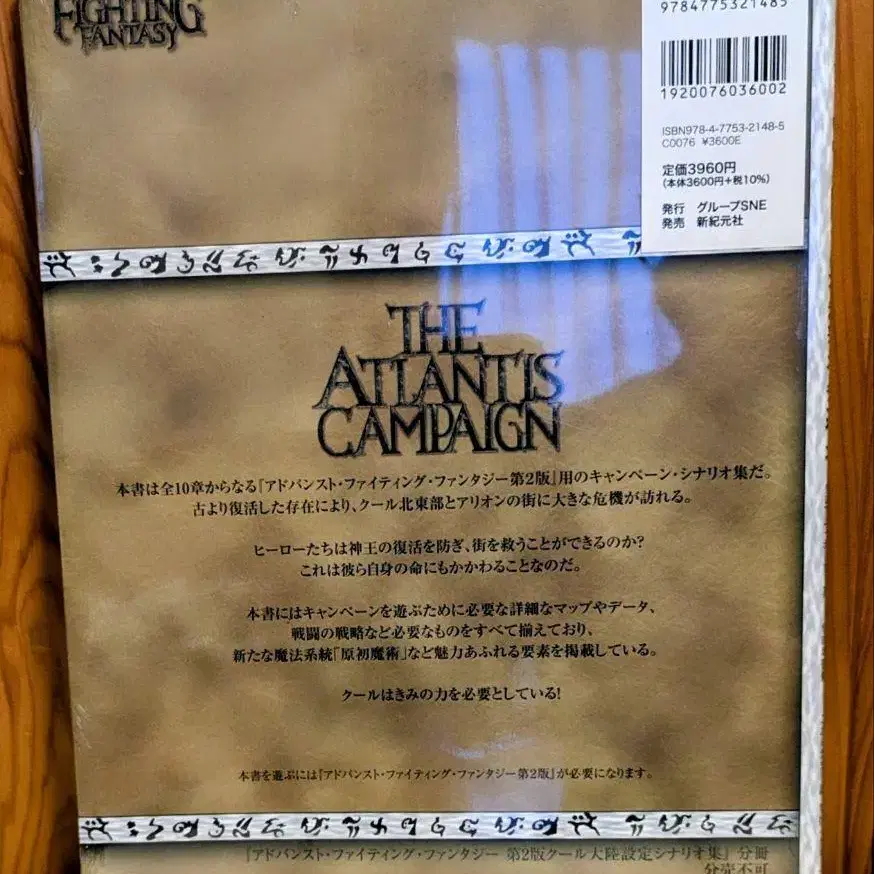 FIGHTING
FANTASY
9784775321485
1920076036002
ISBN978-4-7753-2148-5
C0076 ¥3600E
定価3960円
(本体3600円+税10%)
発行 グループSNE
発売 新紀元社
THE
ATLANTIS
CAMPAIGN
本書は全10章からなる『アドバンスト・ファイティング・ファンタジー第2版』用のキャンペーン・シナリオ集だ。
古より復活した存在により、クール北東部とアリオンの街に大きな危機が訪れる。
ヒーローたちは神王の復活を防ぎ、街を救うことができるのか?
これは彼ら自身の命にもかかわることなのだ。
本書にはキャンペーンを遊ぶために必要な詳細なマップやデータ、
戦闘の戦略など必要なものをすべて揃えており、
新たな魔法系統「原初魔術」など魅力あふれる要素を掲載している。
クールはきみの力を必要としている!
本書を遊ぶには『アドバンスト・ファイティング・ファンタジー第2版』が必要になります。
『アドバンスト・ファイティング・ファンタジー 第2版クール大陸設定シナリオ集』分冊
分売不可